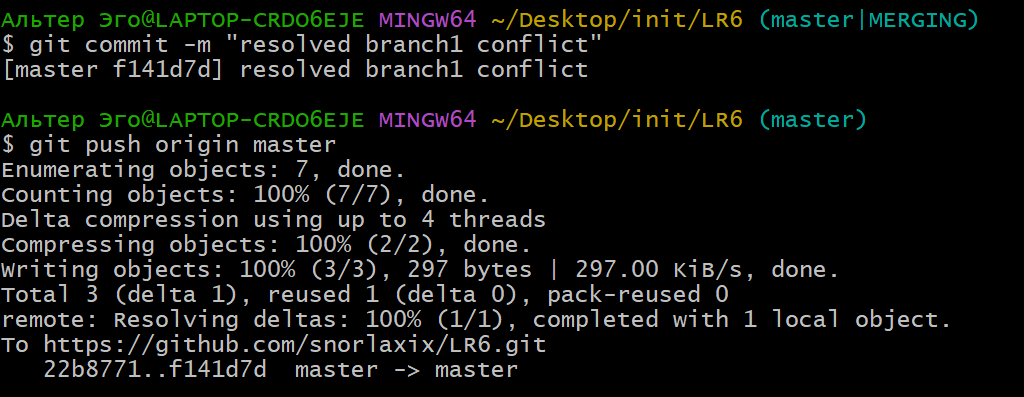 Альтер Эго@LAPTOP-CRDO6EJE MINGW64 ~/Desktop/init/LR6 (master|MERGING)
$ git commit -m "resolved branch1 conflict"
[master f141d7d] resolved branch1 conflict
Альтер Эго@LAPTOP-CRDO6EJE MINGW64 ~/Desktop/init/LR6 (master)
$ git push origin master
Enumerating objects: 7, done.
Counting objects: 100% (7/7), done.
Delta compression using up to 4 threads
Compressing objects: 100% (2/2), done.
Writing objects: 100% (3/3), 297 bytes | 297.00 KiB/s, done.
Total 3 (delta 1), reused 1 (delta 0), pack-reused 0
remote: Resolving deltas: 100% (1/1), completed with 1 local object.
To https://github.com/snorlaxix/LR6.git
   22b8771..f141d7d  master -> master